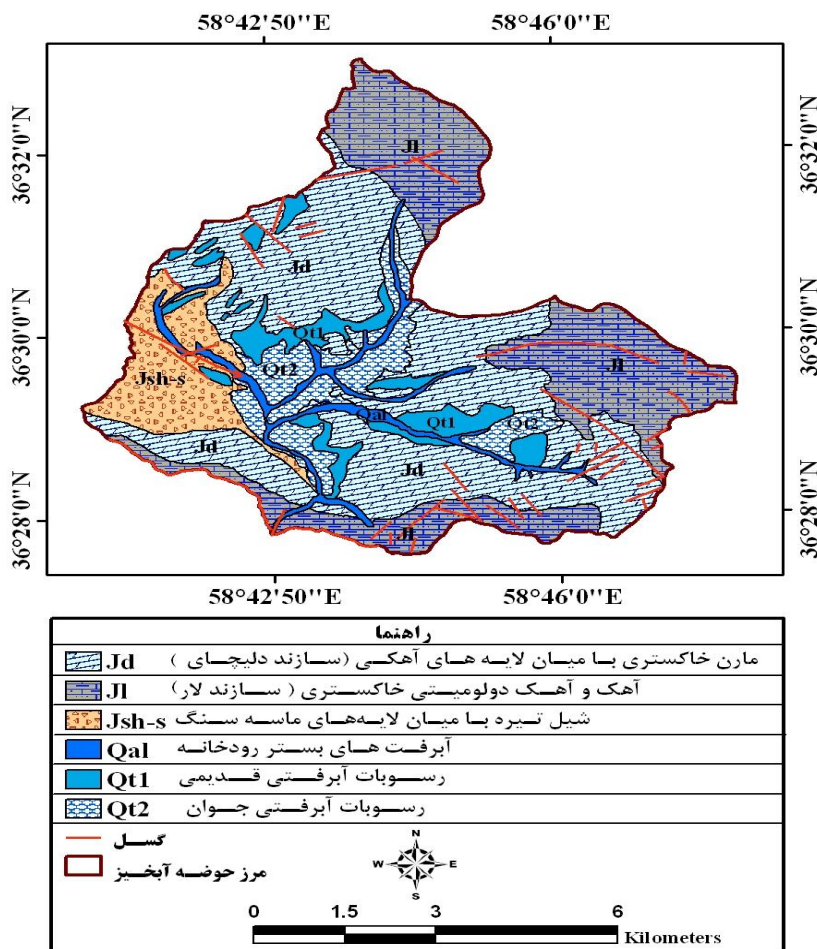 58°42'50''E 58°46'0''E
36°32'0''N 36°32'0''N
36°30'0''N 36°30'0''N
36°28'0''N 36°28'0''N
Jl
Jd
Qt1
Jsh-s
Qt2
Jl
Qal
Qt1
Qt2
Jd
Jd
Jl
58°42'50''E 58°46'0''E
راهنما
Jd مارن خاکستری با میان لایه های آهکی (سازند دلیچای )
Jl آهک و آهک دولومیتی خاکستری ( سازند لار)
Jsh-s شیل تیره با میان لایه‌های ماسه سنگ
Qal آبرفت های بستر رودخانه
Qt1 رسوبات آبرفتی قدیمی
Qt2 رسوبات آبرفتی جوان
گسل
مرز حوضه آبخیز
N
W E
S
0 1.5 3 6
Kilometers